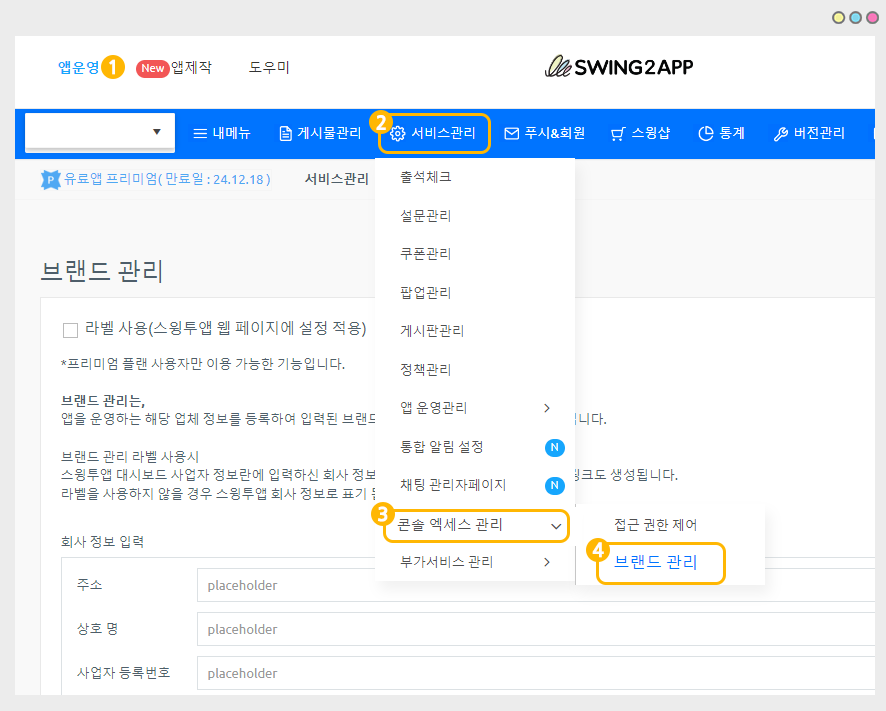 앱운영 1 New 앱제작 도우미 SWING2APP
내메뉴 게시물관리 2 서비스관리 푸시&회원 스윙샵 통계 버전관리
P 유료앱 프리미엄( 만료일 : 24.12.18 ) 서비스관리
출석체크
설문관리
쿠폰관리
팝업관리
게시판관리
정책관리
앱 운영관리
통합 알림 설정 N
채팅 관리자페이지 N
3 콘솔 엑세스 관리
부가서비스 관리
접근 권한 제어
4 브랜드 관리
브랜드 관리
라벨 사용(스윙투앱 웹 페이지에 설정 적용)
*프리미엄 플랜 사용자만 이용 가능한 기능입니다.
브랜드 관리는,
앱을 운영하는 해당 업체 정보를 등록하여 입력된 브랜드 니다.
브랜드 관리 라벨 사용시
스윙투앱 대시보드 사업자 정보란에 입력하신 회사 정보 링크도 생성됩니다.
라벨을 사용하지 않을 경우 스윙투앱 회사 정보로 표기
회사 정보 입력
주소 placeholder
상호 명 placeholder
사업자 등록번호 placeholder